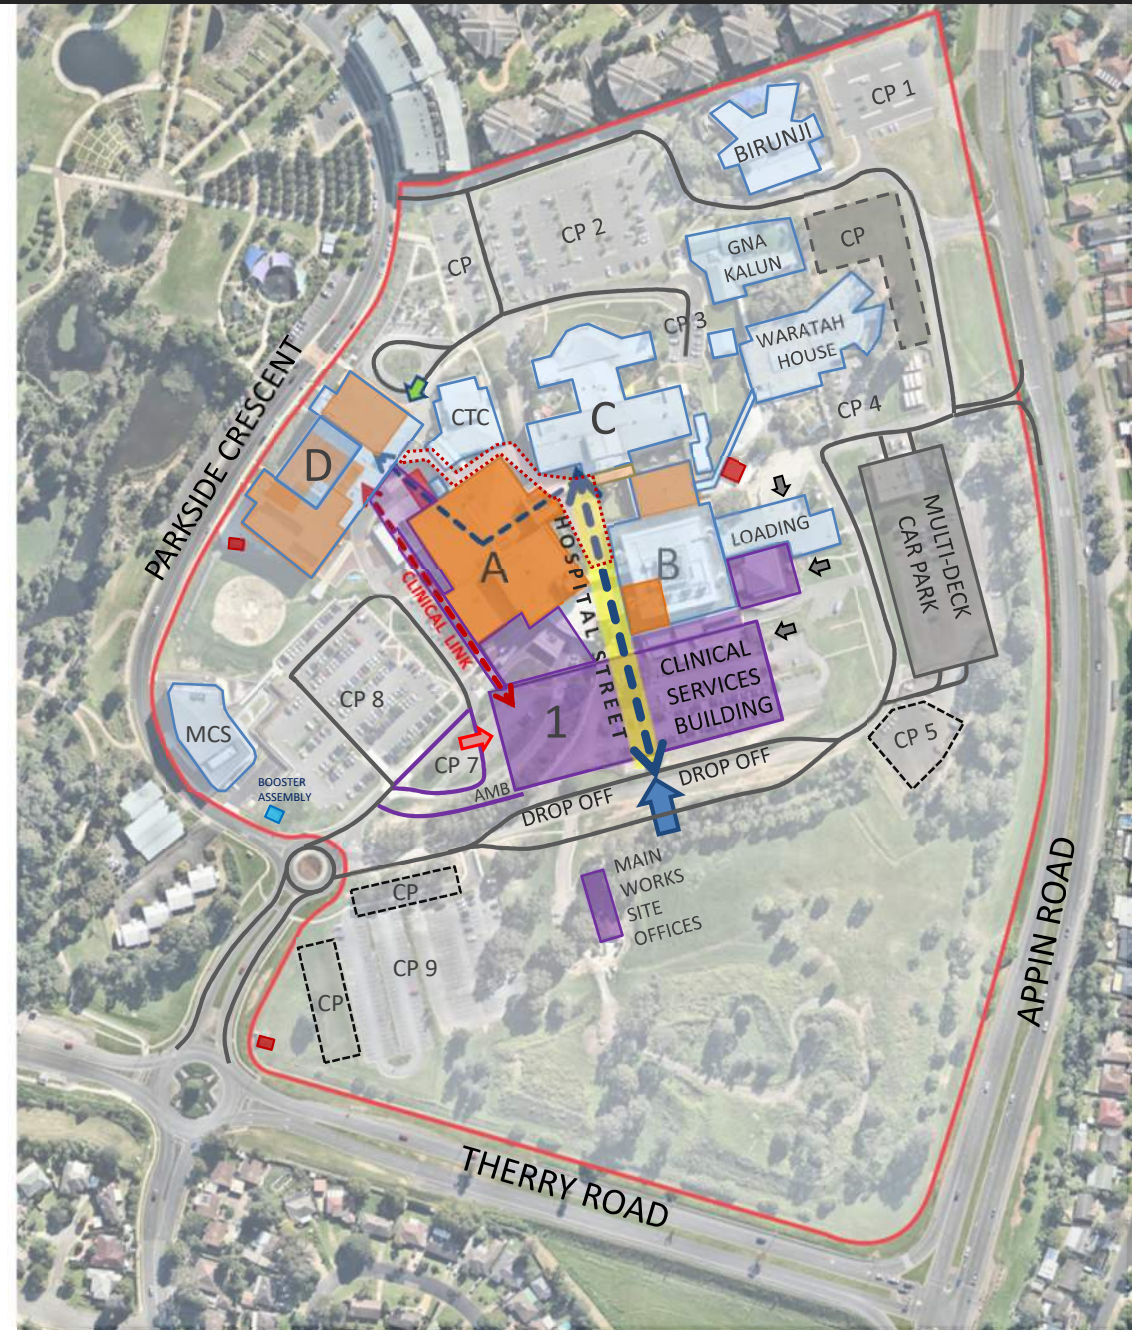 CP 1
BIRUNJI
CP 2
GNA
KALUN
CP
CP
CP 3
WARATAH
HOUSE
PARKSIDE CRESCENT
CTC
C
CP 4
D
LOADING
MULTI-DECK
CAR PARK
A
B
HOSPITAL STREET
CLINICAL LINK
CLINICAL
SERVICES
BUILDING
CP 8
1
MCS
CP 5
CP 7
DROP OFF
BOOSTER
ASSEMBLY
AMB
DROP OFF
MAIN
WORKS
SITE
OFFICES
CP
CP 9
CP
APPIN ROAD
THERRY ROAD